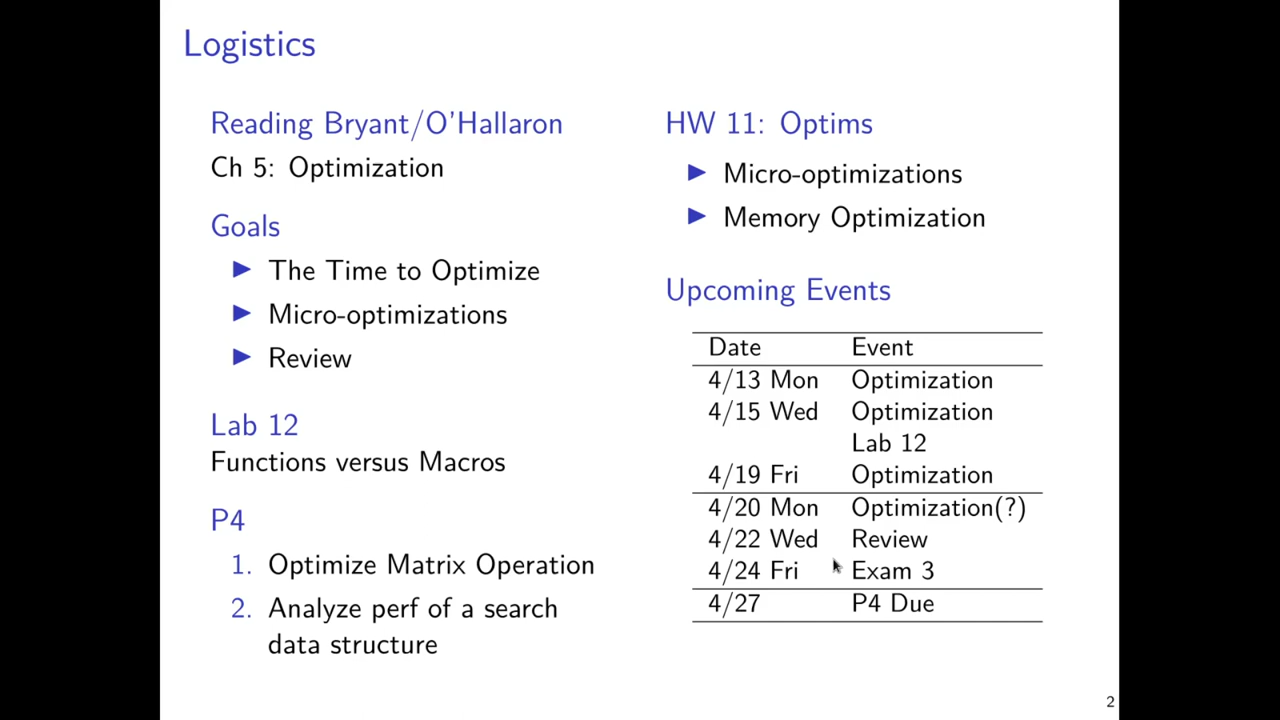 Logistics
Reading Bryant/O'Hallaron
Ch 5: Optimization
Goals
▶ The Time to Optimize
▶ Micro-optimizations
▶ Review
Lab 12
Functions versus Macros
P4
1. Optimize Matrix Operation
2. Analyze perf of a search
data structure
HW 11: Optims
▶ Micro-optimizations
▶ Memory Optimization
Upcoming Events
Date Event
4/13 Mon Optimization
4/15 Wed Optimization
Lab 12
4/19 Fri Optimization
4/20 Mon Optimization(?)
4/22 Wed Review
4/24 Fri Exam 3
4/27 P4 Due
2